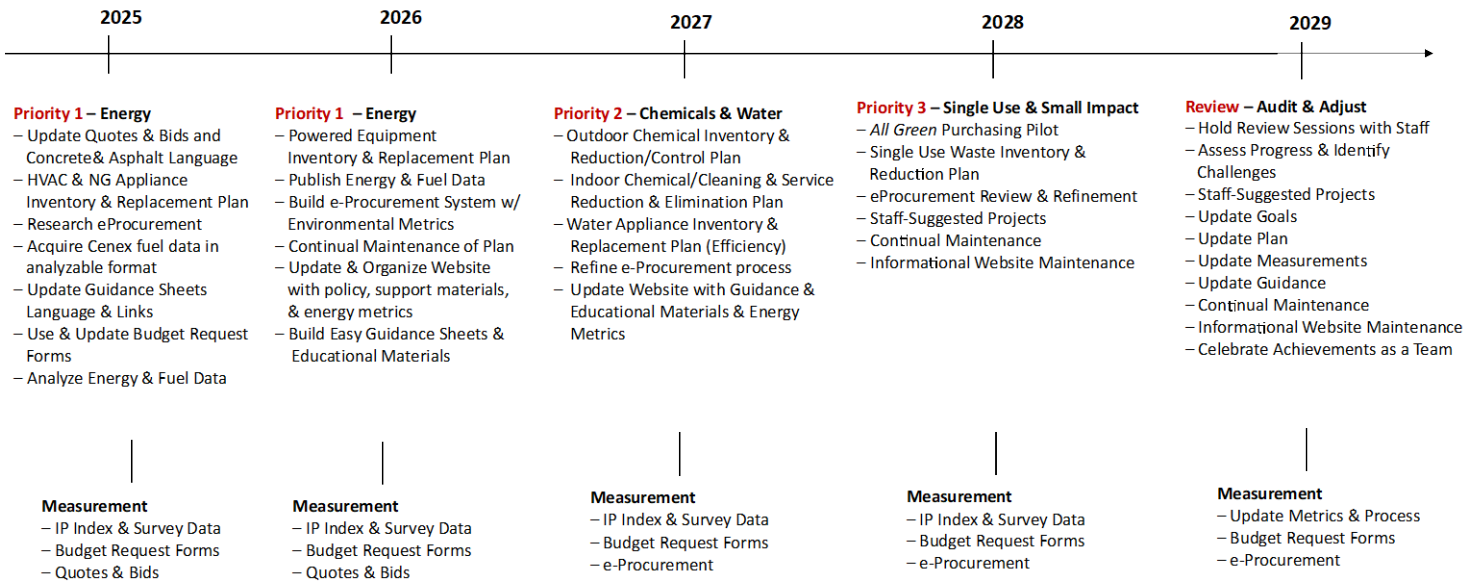 2025
2026
2027
2028
2029
Priority 1 – Energy
– Update Quotes & Bids and
Concrete& Asphalt Language
– HVAC & NG Appliance
Inventory & Replacement Plan
– Research eProcurement
– Acquire Cenex fuel data in
analyzable format
– Update Guidance Sheets
Language & Links
– Use & Update Budget Request
Forms
– Analyze Energy & Fuel Data
Priority 1 – Energy
– Powered Equipment
Inventory & Replacement Plan
– Publish Energy & Fuel Data
– Build e-Procurement System w/
Environmental Metrics
– Continual Maintenance of Plan
– Update & Organize Website
with policy, support materials,
& energy metrics
– Build Easy Guidance Sheets &
Educational Materials
Priority 2 – Chemicals & Water
– Outdoor Chemical Inventory &
Reduction/Control Plan
– Indoor Chemical/Cleaning & Service
Reduction & Elimination Plan
– Water Appliance Inventory &
Replacement Plan (Efficiency)
– Refine e-Procurement process
– Update Website with Guidance &
Educational Materials & Energy
Metrics
Priority 3 – Single Use & Small Impact
– All Green Purchasing Pilot
– Single Use Waste Inventory &
Reduction Plan
– eProcurement Review & Refinement
– Staff-Suggested Projects
– Continual Maintenance
– Informational Website Maintenance
Review – Audit & Adjust
– Hold Review Sessions with Staff
– Assess Progress & Identify
Challenges
– Staff-Suggested Projects
– Update Goals
– Update Plan
– Update Measurements
– Update Guidance
– Continual Maintenance
– Informational Website Maintenance
– Celebrate Achievements as a Team
Measurement
– IP Index & Survey Data
– Budget Request Forms
– Quotes & Bids
Measurement
– IP Index & Survey Data
– Budget Request Forms
– Quotes & Bids
Measurement
– IP Index & Survey Data
– Budget Request Forms
– e-Procurement
Measurement
– IP Index & Survey Data
– Budget Request Forms
– e-Procurement
Measurement
– Update Metrics & Process
– Budget Request Forms
– e-Procurement